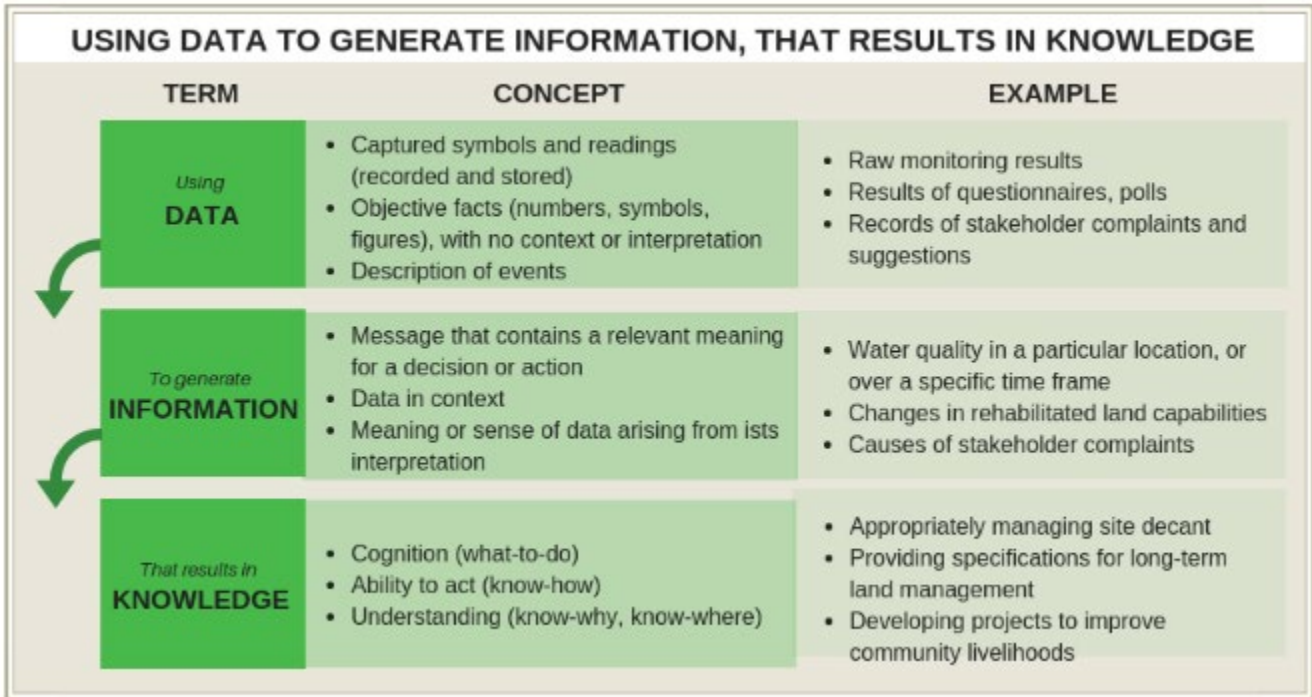 USING DATA TO GENERATE INFORMATION, THAT RESULTS IN KNOWLEDGE
TERM
CONCEPT
EXAMPLE
Using
DATA
• Captured symbols and readings
(recorded and stored)
• Objective facts (numbers, symbols,
figures), with no context or interpretation
• Description of events
• Raw monitoring results
• Results of questionnaires, polls
• Records of stakeholder complaints and
suggestions
To generate
INFORMATION
• Message that contains a relevant meaning
for a decision or action
• Data in context
• Meaning or sense of data arising from ists
interpretation
• Water quality in a particular location, or
over a specific time frame
• Changes in rehabilitated land capabilities
• Causes of stakeholder complaints
That results in
KNOWLEDGE
• Cognition (what-to-do)
• Ability to act (know-how)
• Understanding (know-why, know-where)
• Appropriately managing site decant
• Providing specifications for long-term
land management
• Developing projects to improve
community livelihoods